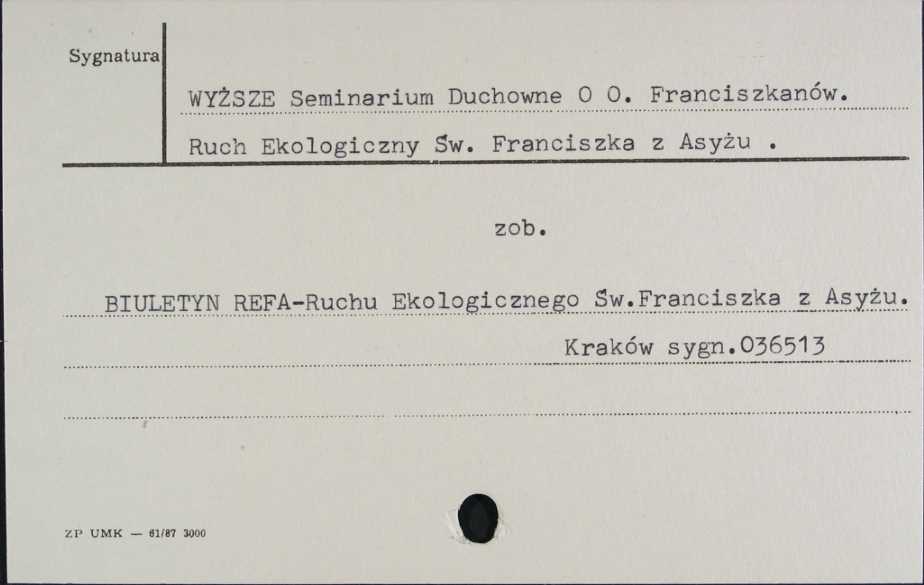 Sygnatura
WYŻSZE Seminarium Duchowne O O. Franciszkanów.
Ruch Ekologiczny Św. Franciszka z Asyżu .
zob.
BIULETYN REFA-Ruchu Ekologicznego Św.Franciszka z Asyżu.
Kraków sygn.036513
ZP UMK — 61/87 3000